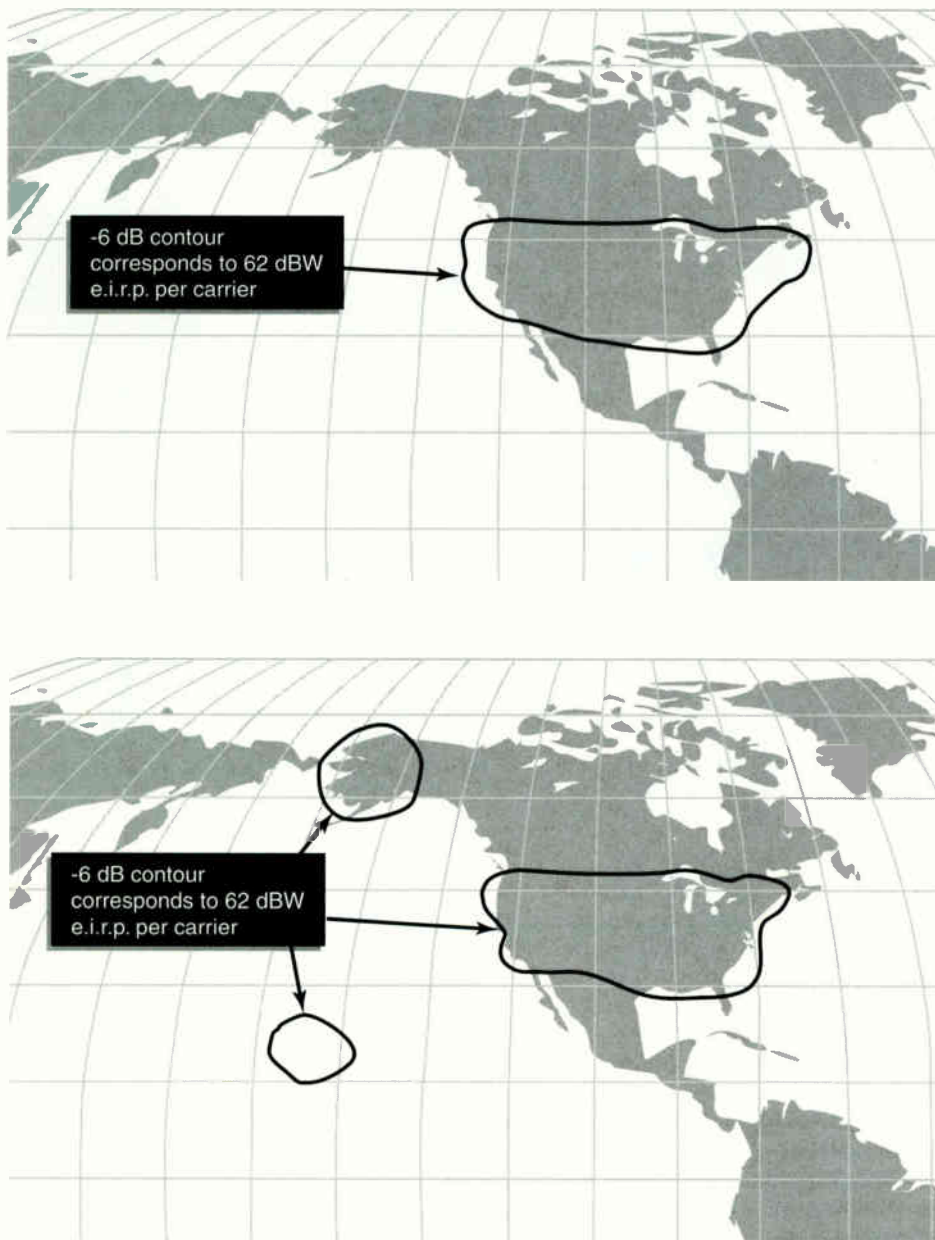 -6 dB contour
corresponds to 62 dBW
e.i.r.p. per carrier
-6 dB contour
corresponds to 62 dBW
e.i.r.p. per carrier